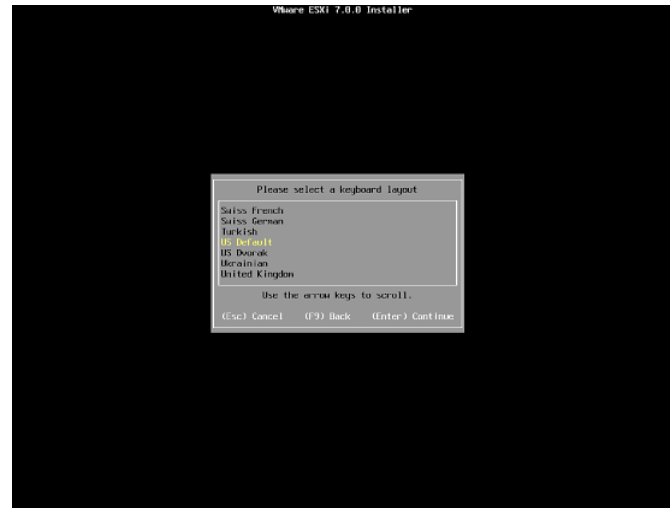 VMware ESXi 7.0.0 Installer
Please select a keyboard layout
Swiss French
Swiss German
Turkish
US Default
US Dvorak
Ukrainian
United Kingdom
Use the arrow keys to scroll.
(Esc) Cancel (F9) Back (Enter) Continue